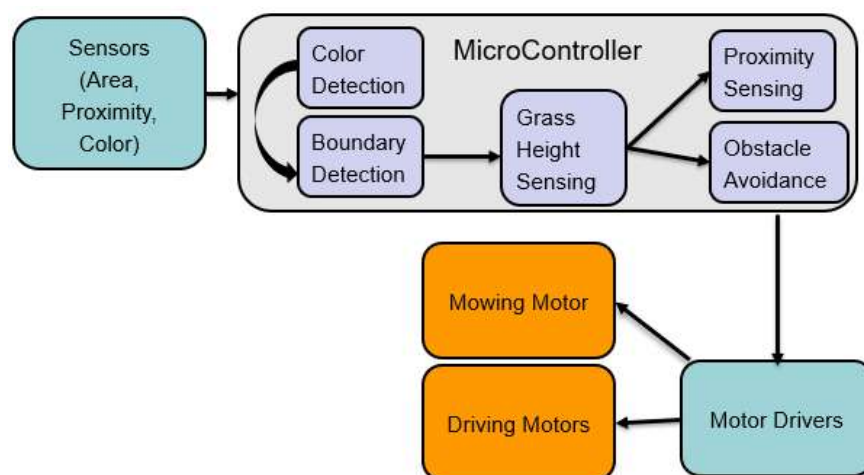 Sensors
(Area,
Proximity,
Color)
MicroController
Color
Detection
Boundary
Detection
Grass
Height
Sensing
Proximity
Sensing
Obstacle
Avoidance
Mowing Motor
Driving Motors
Motor Drivers